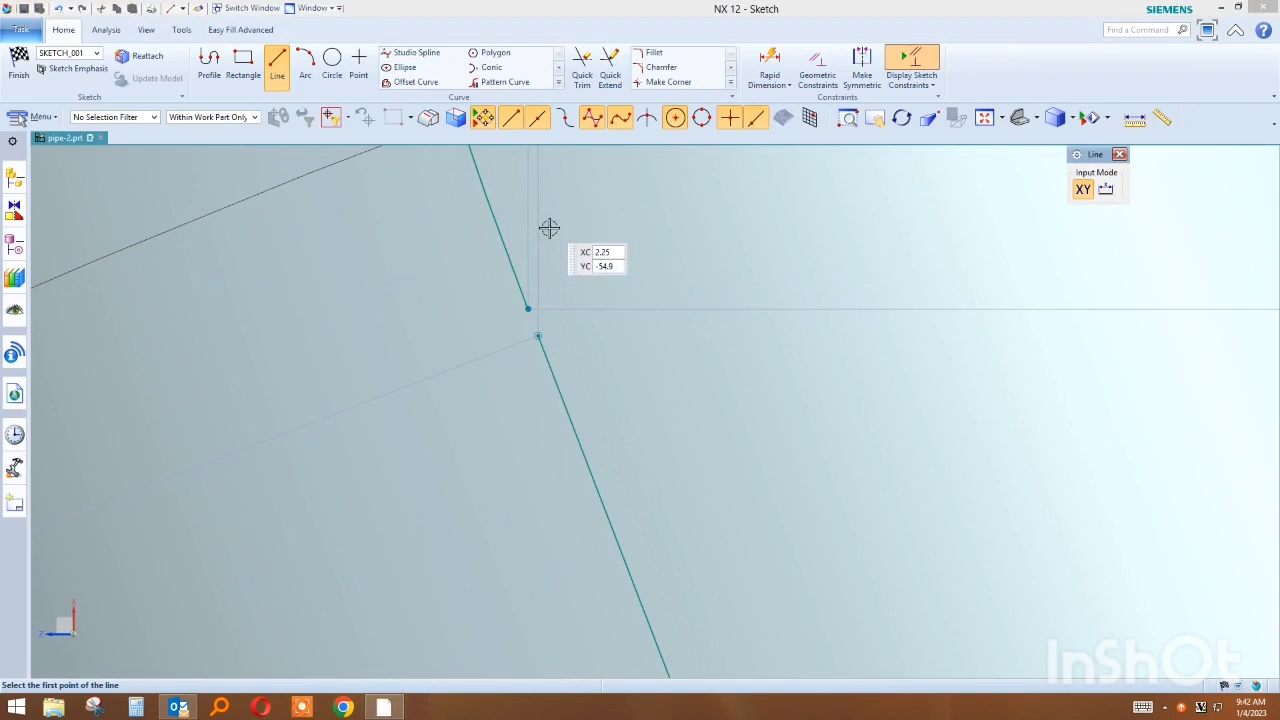 Switch Window
Window
NX 12 - Sketch
SIEMENS
Task
Home
Analysis
View
Tools
Easy Fill Advanced
Find a Command
SKETCH_001
Reattach
Sketch Emphasis
Update Model
Finish
Profile
Rectangle
Line
Arc
Circle
Point
Studio Spline
Polygon
Ellipse
Conic
Offset Curve
Pattern Curve
Quick Trim
Quick Extend
Fillet
Chamfer
Make Corner
Rapid Dimension
Geometric Constraints
Make Symmetric
Display Sketch Constraints
Sketch
Curve
Constraints
Menu
No Selection Filter
Within Work Part Only
pipe-2.prt
Line
Input Mode
XY
XC 2.25
YC -54.9
X
Z
InShOt
Select the first point of the line
9:42 AM
1/4/2023